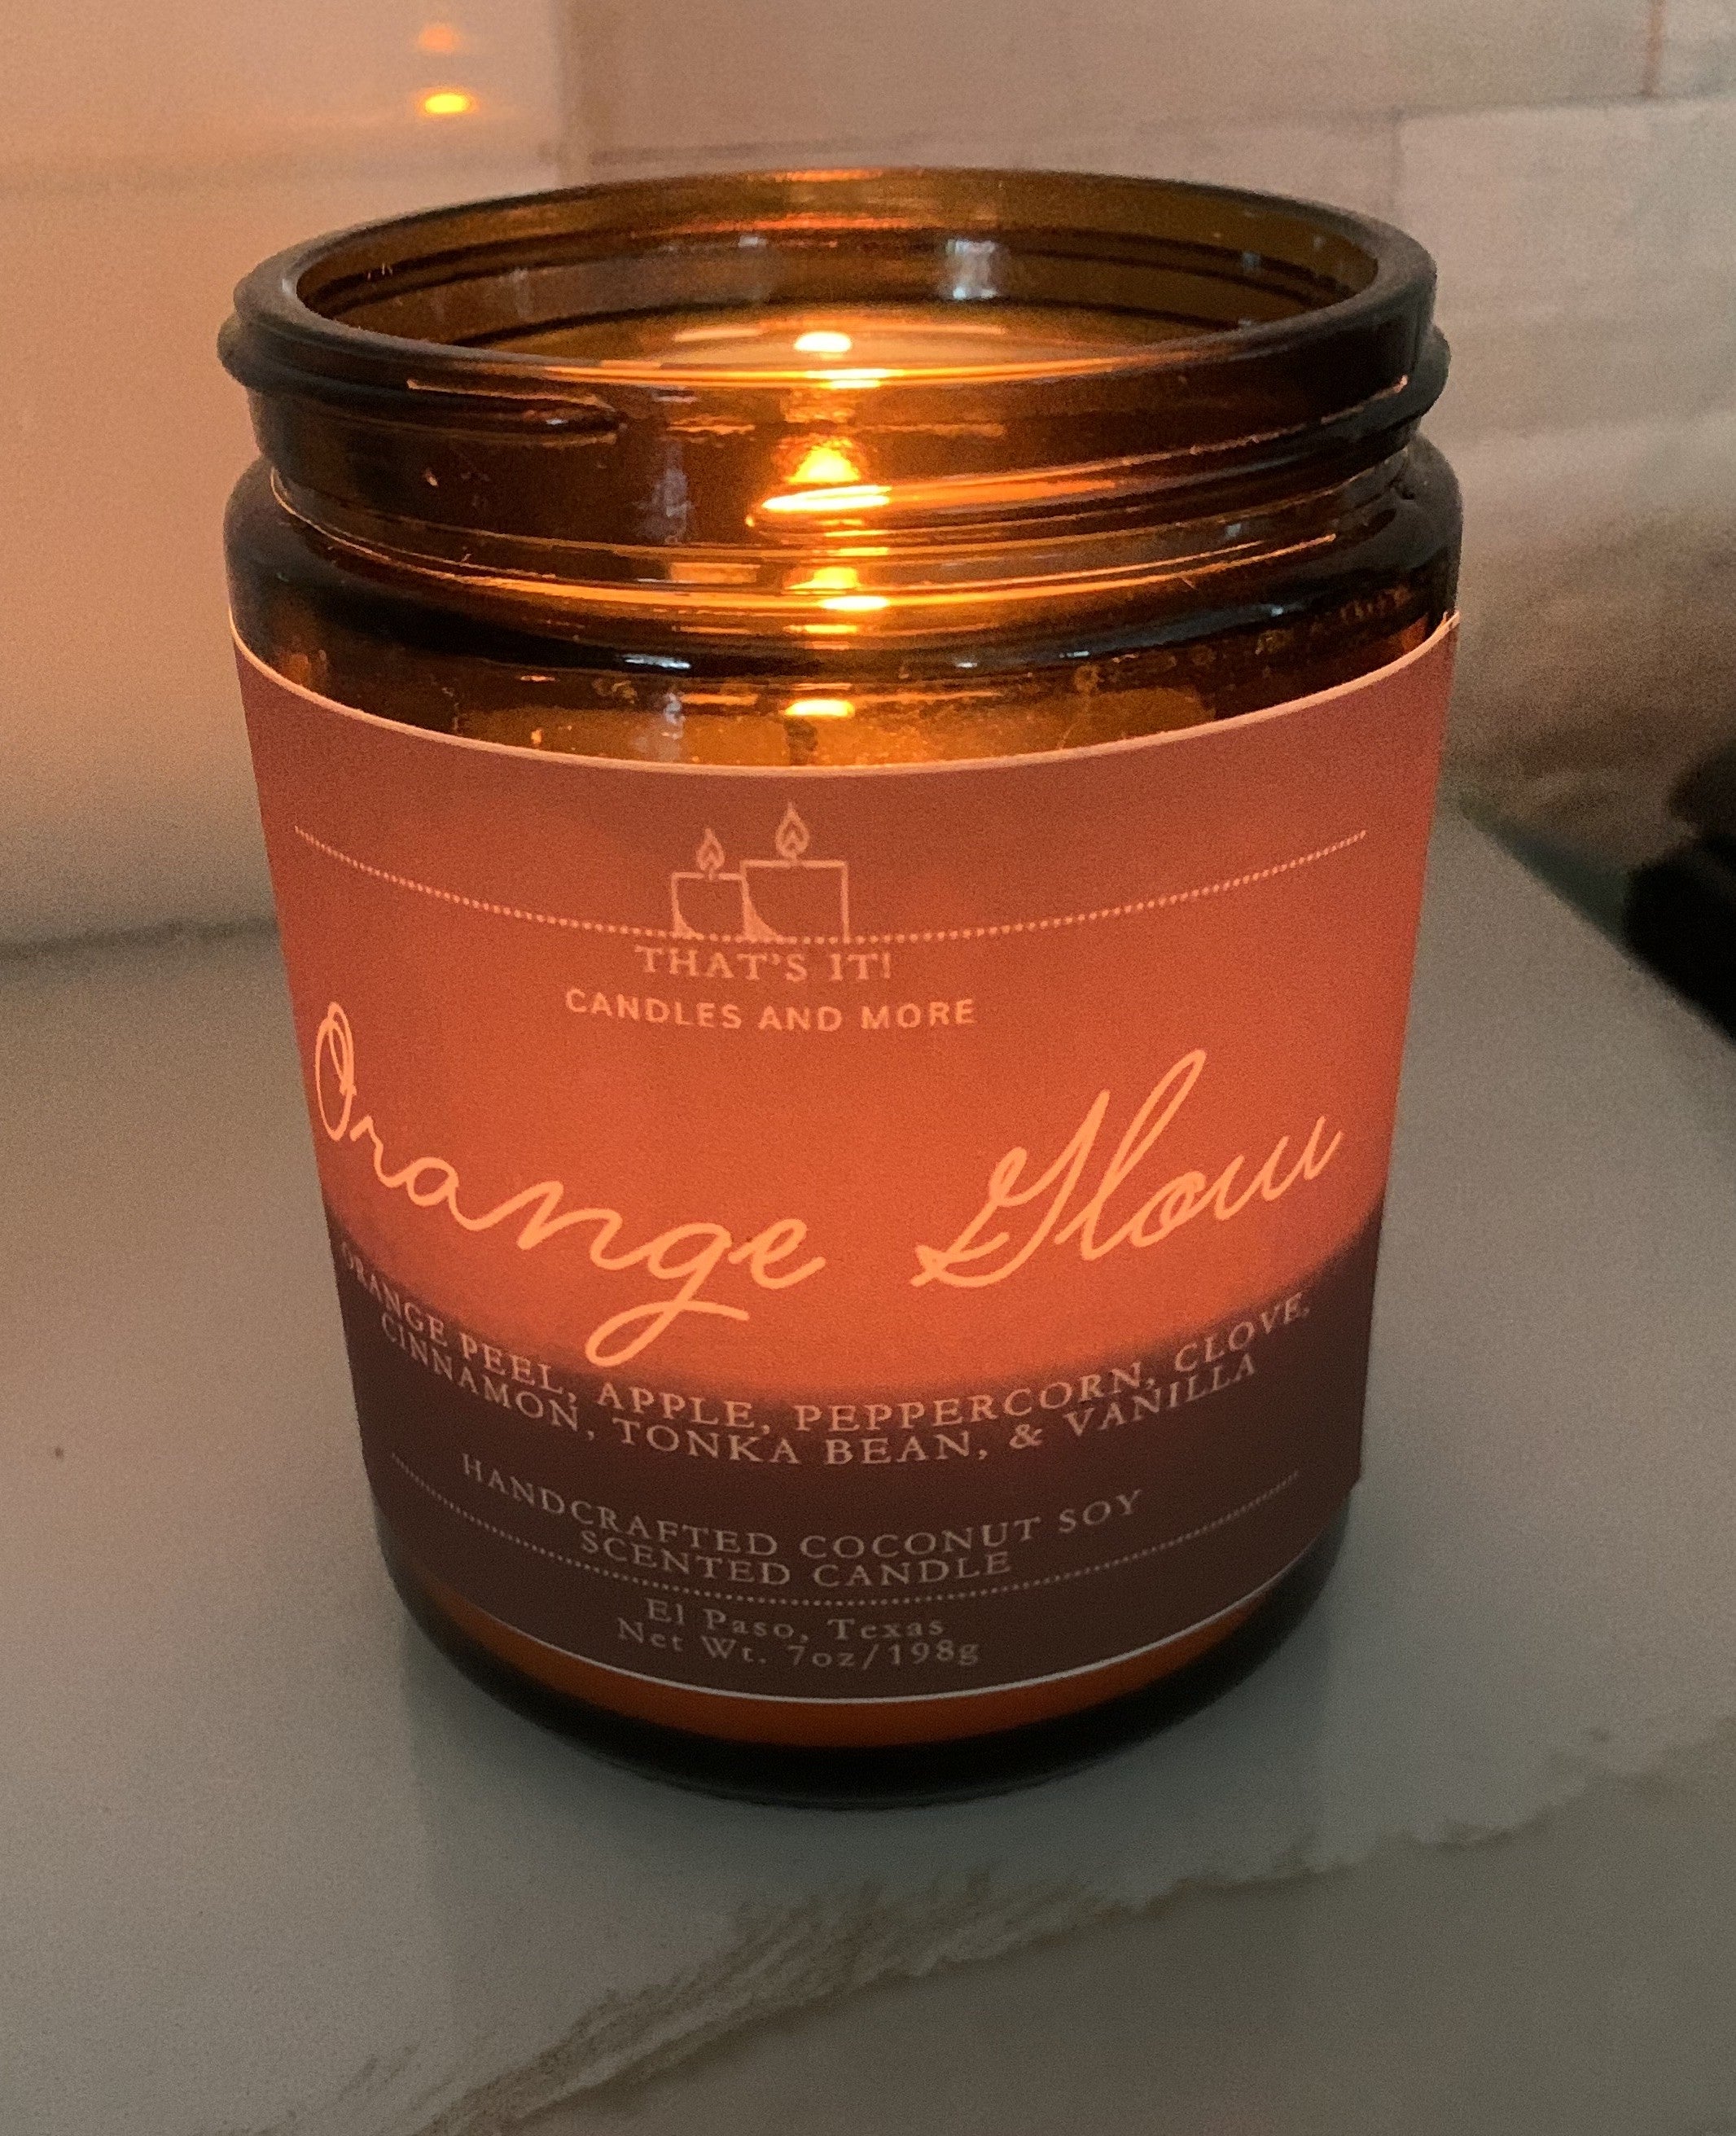 THAT'S IT!
CANDLES AND MORE
Orange Glow
ORANGE PEEL, APPLE, PEPPERCORN, CLOVE,
CINNAMON, TONKA BEAN, & VANILLA
HANDCRAFTED COCONUT SOY
SCENTED CANDLE
El Paso, Texas
Net Wt. 7oz/198g